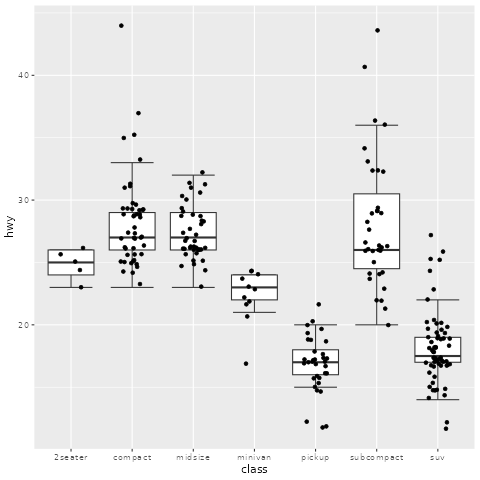 hwy
40
30
20
2seater compact midsize minivan pickup subcompact suv
class